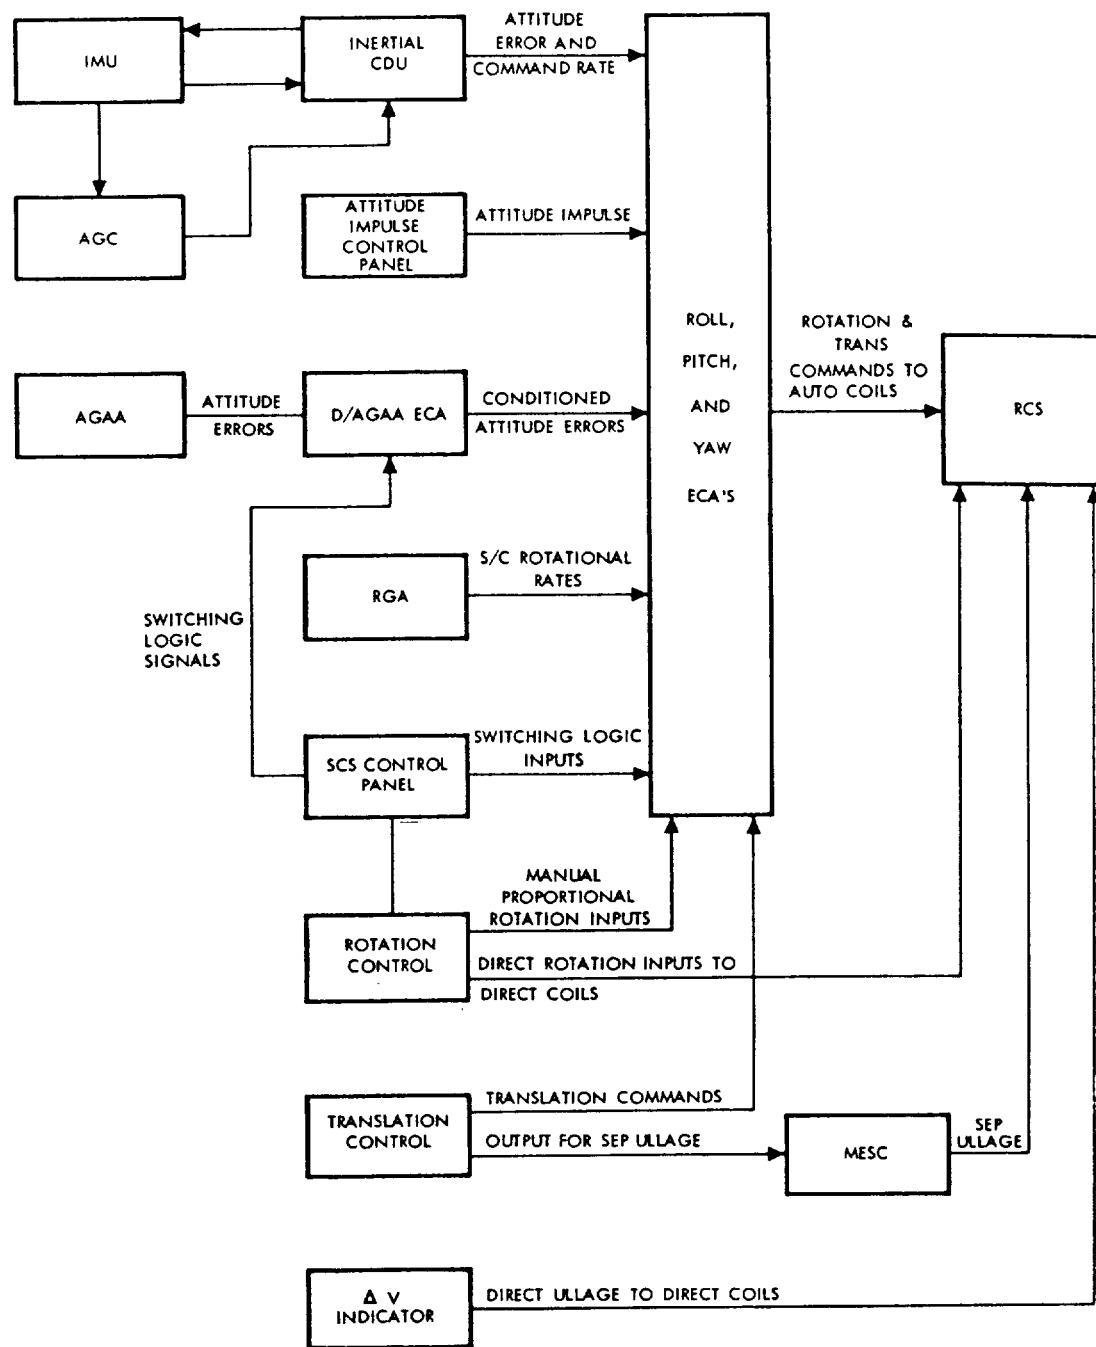 IMU
INERTIAL
CDU
ATTITUDE
ERROR AND
COMMAND RATE
AGC
ATTITUDE
IMPULSE
CONTROL
PANEL
ATTITUDE IMPULSE
ROLL,
PITCH,
AND
YAW
ECA'S
ROTATION &
TRANS
COMMANDS TO
AUTO COILS
RCS
AGAA
ATTITUDE
ERRORS
D/AGAA ECA
CONDITIONED
ATTITUDE ERRORS
RGA
S/C ROTATIONAL
RATES
SWITCHING
LOGIC
SIGNALS
SCS CONTROL
PANEL
SWITCHING LOGIC
INPUTS
MANUAL
PROPORTIONAL
ROTATION INPUTS
ROTATION
CONTROL
DIRECT ROTATION INPUTS TO
DIRECT COILS
TRANSLATION
CONTROL
TRANSLATION COMMANDS
OUTPUT FOR SEP ULLAGE
MESC
SEP
ULLAGE
Δ V
INDICATOR
DIRECT ULLAGE TO DIRECT COILS